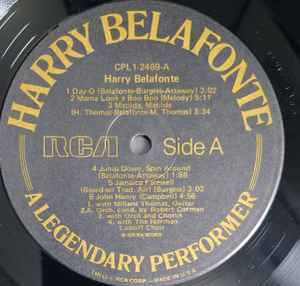 HARRY BELAFONTE
CPL1-2469-A
Harry Belafonte
1 Day-O (Belafonte-Burgess-Attaway) 3:02
2 Mama Look a Boo Boo (Melody) 5:11
3 Matilda, Matilda
(H. Thomas-Belafonte-M. Thomas) 3:34
RCA Side A
4 Jump Down, Spin Around
(Belafonte-Attaway) 1:58
5 Jamaica Farewell
(Based on Trad. Air) (Burgess) 3:02
6 John Henry (Campbell) 4:56
1. with Millard Thomas, Guitar
2. Orch. cond. by Robert Corman
3. with Orch and Chorus
4. with The Norman
Luboff Choir
A LEGENDARY PERFORMER
RCA CORP. - MADE IN U.S.A.